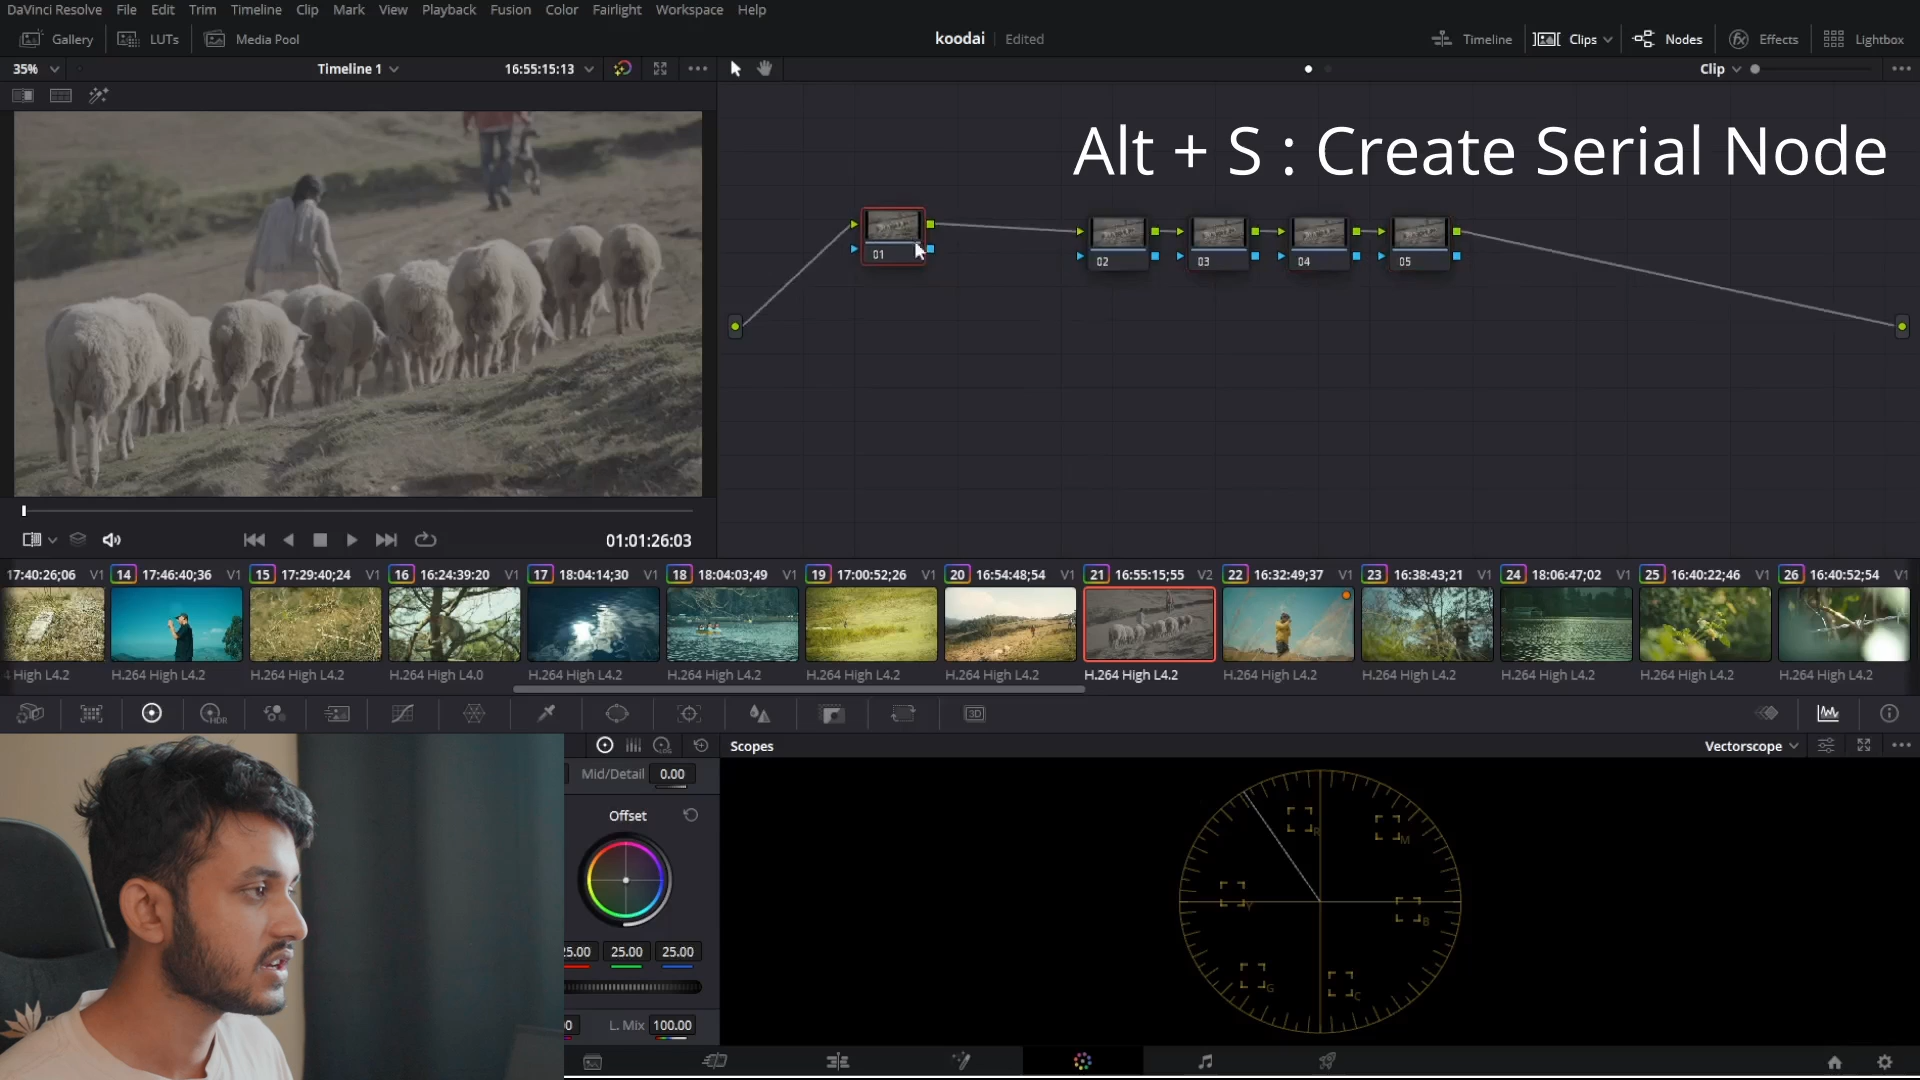 DaVinci Resolve File Edit Trim Timeline Clip Mark View Playback Fusion Color Fairlight Workspace Help
Gallery LUTs Media Pool koodai Edited Timeline Clips Nodes Effects Lightbox
35% Timeline 1 16:55:15:13 Clip
Alt + S : Create Serial Node
01 02 03 04 05
01:01:26:03
17:40:26;06 V1 14 17:46:40;36 V1 15 17:29:40;24 V1 16 16:24:39:20 V1 17 18:04:14;30 V1 18 18:04:03;49 V1 19 17:00:52;26 V1 20 16:54:48;54 V1 21 16:55:15;55 V2 22 16:32:49;37 V1 23 16:38:43;21 V1 24 18:06:47;02 V1 25 16:40:22;46 V1 26 16:40:52;54 V1
4 High L4.2 H.264 High L4.2 H.264 High L4.2 H.264 High L4.0 H.264 High L4.2 H.264 High L4.2 H.264 High L4.2 H.264 High L4.2 H.264 High L4.2 H.264 High L4.2 H.264 High L4.2 H.264 High L4.2 H.264 High L4.2 H.264 High L4.2
HDR 3D
LOG Scopes Vectorscope
Mid/Detail 0.00
Offset
R M
Y B
25.00 25.00 25.00
G C
00 L. Mix 100.00